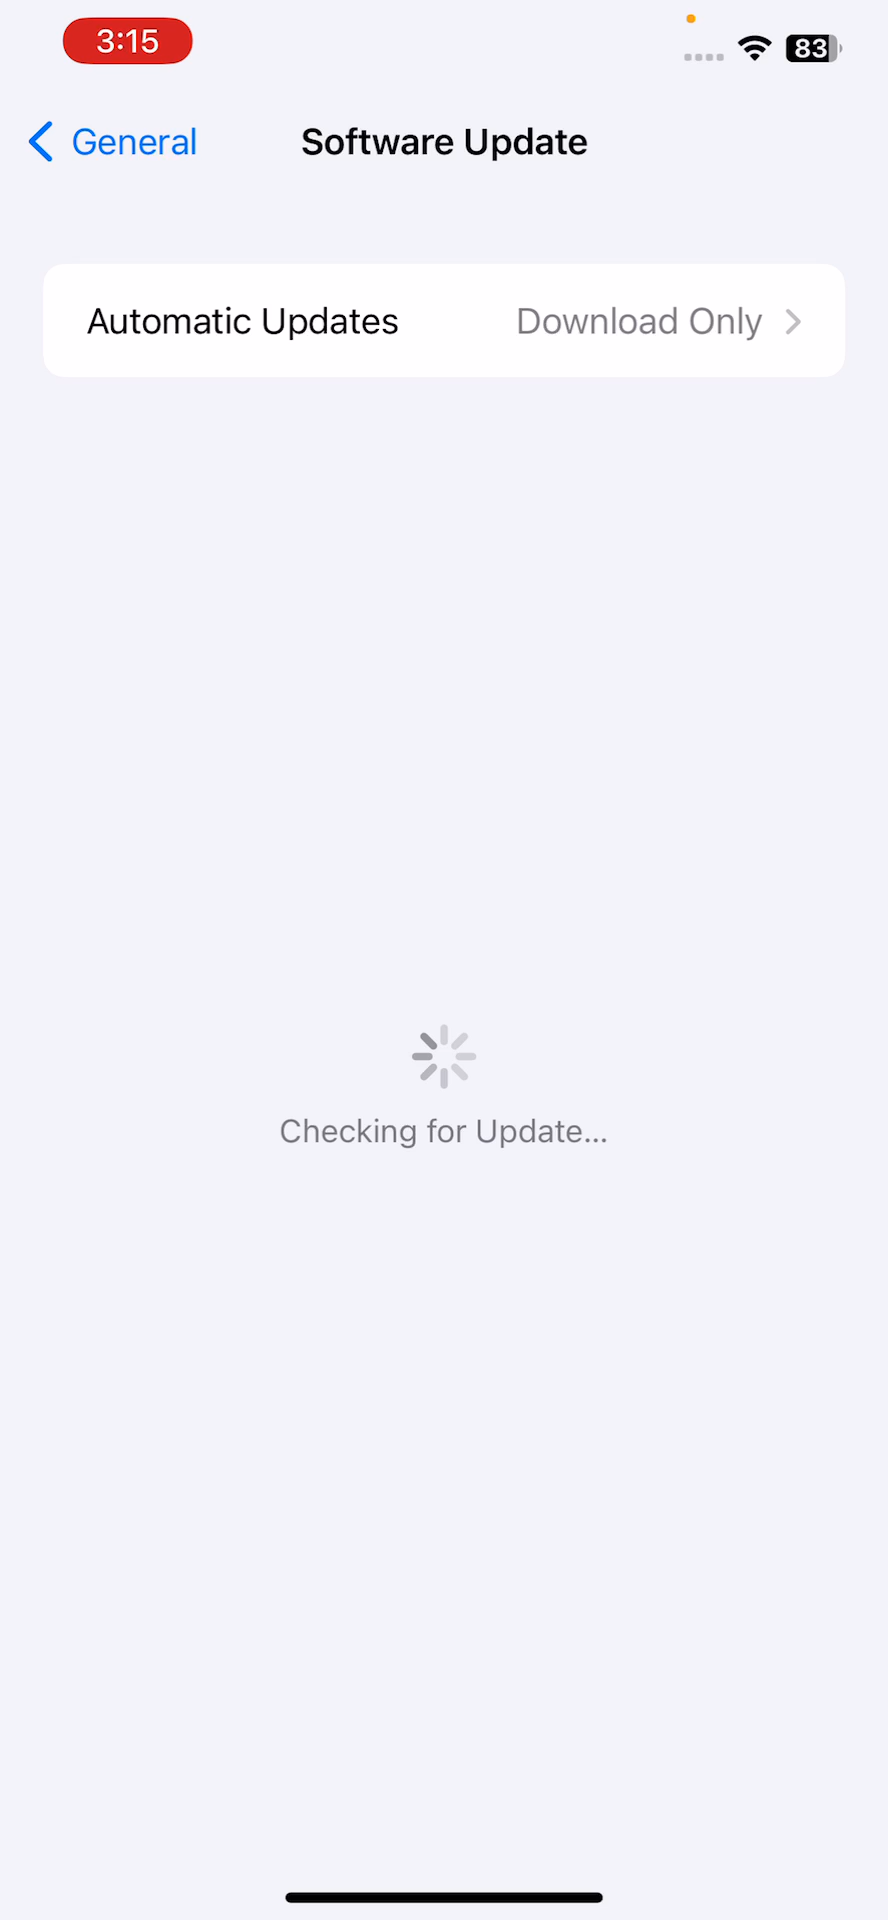 3:15
83
General
Software Update
Automatic Updates Download Only
Checking for Update...